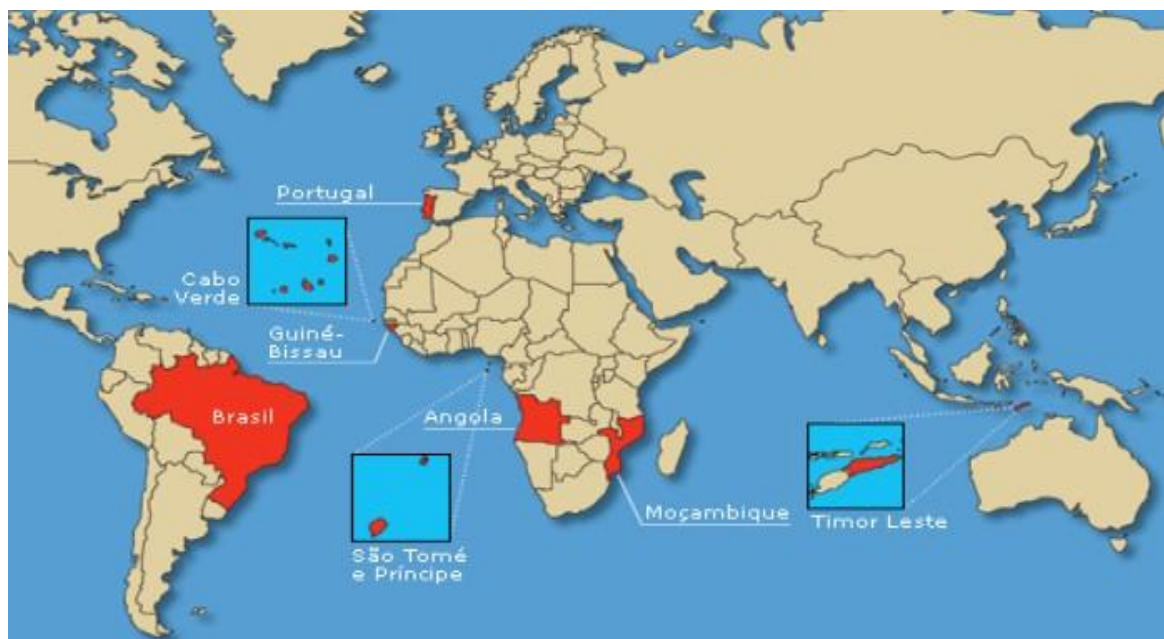 Portugal
Cabo
Verde
Guiné-
Bissau
Brasil
Angola
São Tomé
e Príncipe
Moçambique
Timor Leste